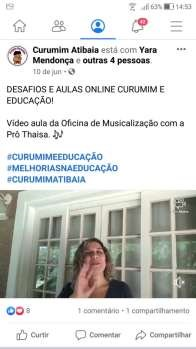 63% 14:53
42
Curumim Atibaia está com Yara
Mendonça e outras 4 pessoas.
10 de jun •
DESAFIOS E AULAS ONLINE CURUMIM E
EDUCAÇÃO!
Vídeo aula da Oficina de Musicalização com a
Prô Thaisa. 🎶
#CURUMIMEEDUCAÇÃO
#MELHORIASNAEDUCAÇÃO
#CURUMIMATIBAIA
8
1 comentário • 1 compartilhamento
Curtir Comentar Compartilhar